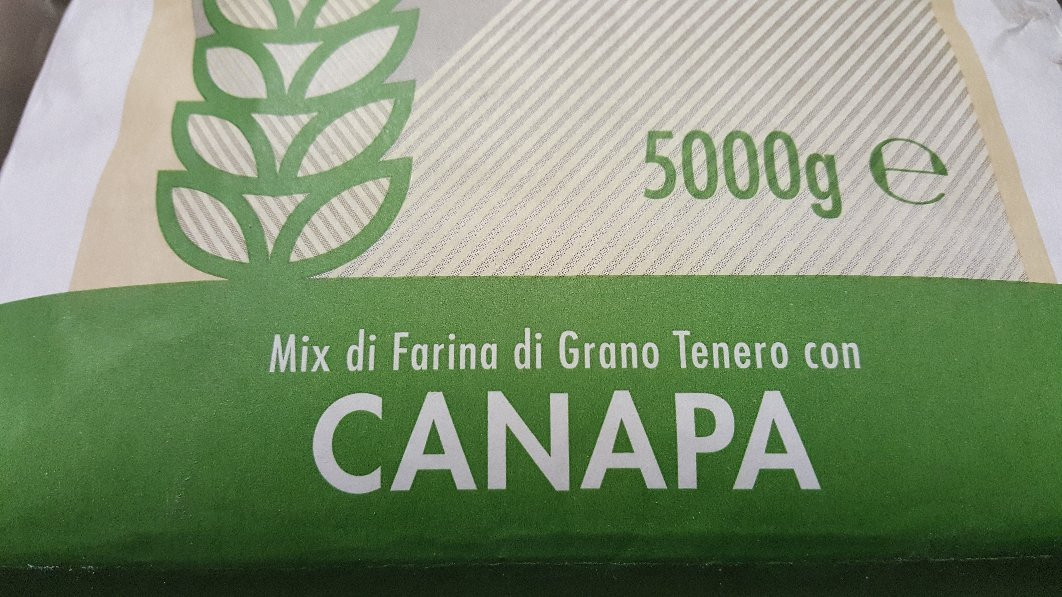 5000g ℮
Mix di Farina di Grano Tenero con
CANAPA